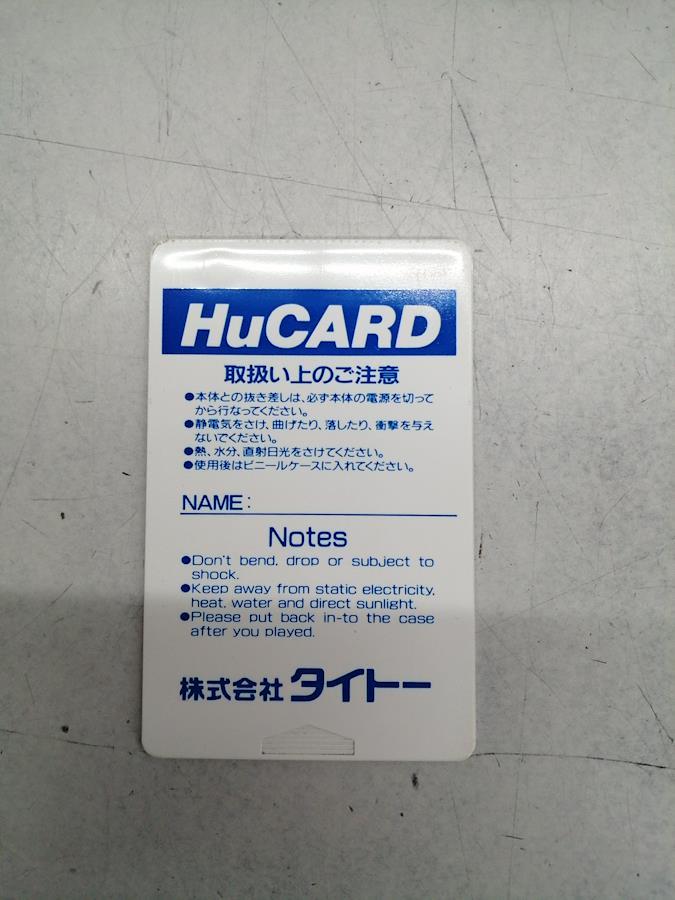 HuCARD
取扱い上のご注意
●本体との抜き差しは、必ず本体の電源を切って
から行なってください。
●静電気をさけ、曲げたり、落したり、衝撃を与え
ないでください。
●熱、水分、直射日光をさけてください。
●使用後はビニールケースに入れてください。
NAME:
Notes
●Don't bend, drop or subject to
shock.
●Keep away from static electricity,
heat, water and direct sunlight.
●Please put back in-to the case
after you played.
株式会社タイトー